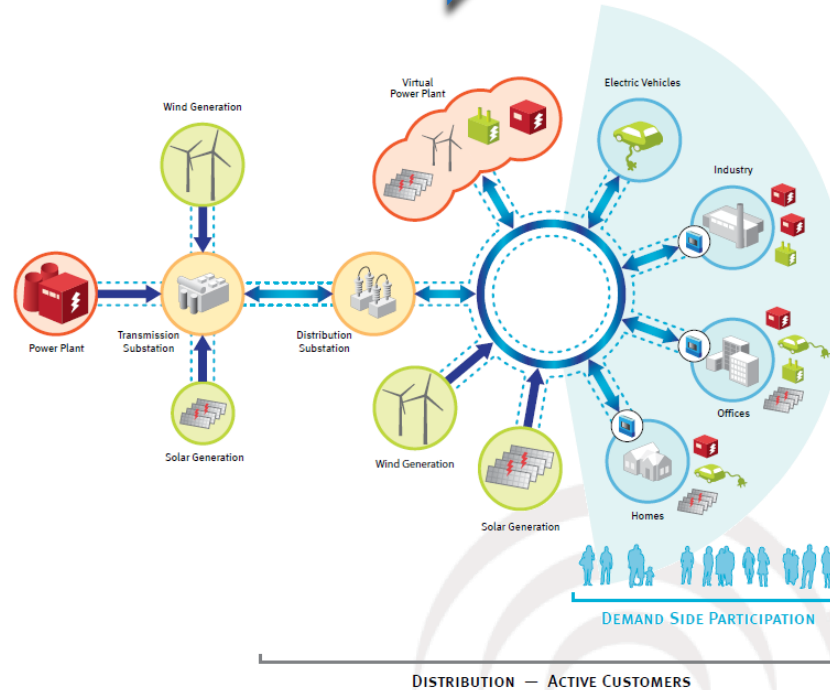 Wind Generation
Virtual
Power Plant
Electric Vehicles
Industry
Power Plant
Transmission
Substation
Distribution
Substation
Offices
Solar Generation
Wind Generation
Solar Generation
Homes
DEMAND SIDE PARTICIPATION
DISTRIBUTION — ACTIVE CUSTOMERS